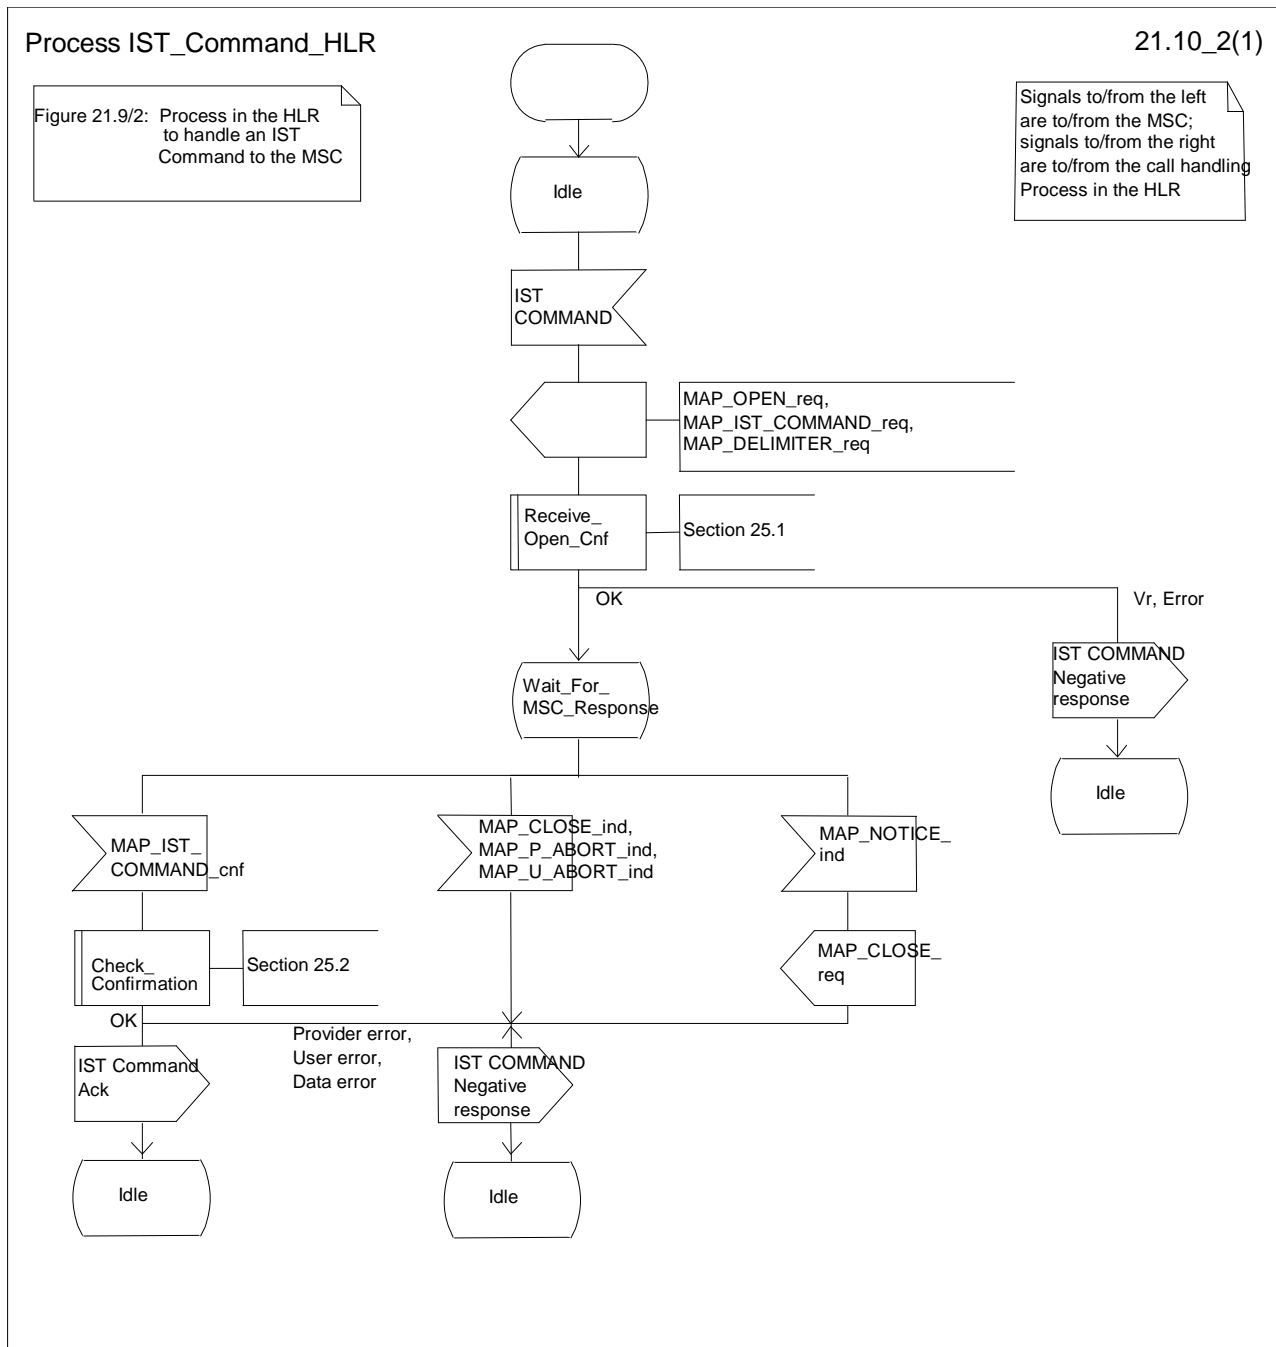 Process IST_Command_HLR
21.10_2(1)
Figure 21.9/2: Process in the HLR
to handle an IST
Command to the MSC
Signals to/from the left
are to/from the MSC;
signals to/from the right
are to/from the call handling
Process in the HLR
Idle
IST
COMMAND
MAP_OPEN_req,
MAP_IST_COMMAND_req,
MAP_DELIMITER_req
Receive_
Open_Cnf
Section 25.1
OK
Vr, Error
IST COMMAND
Negative
response
Wait_For_
MSC_Response
Idle
MAP_IST_
COMMAND_cnf
MAP_CLOSE_ind,
MAP_P_ABORT_ind,
MAP_U_ABORT_ind
MAP_NOTICE_
ind
Check_
Confirmation
Section 25.2
MAP_CLOSE_
req
OK
Provider error,
User error,
Data error
IST Command
Ack
IST COMMAND
Negative
response
Idle
Idle